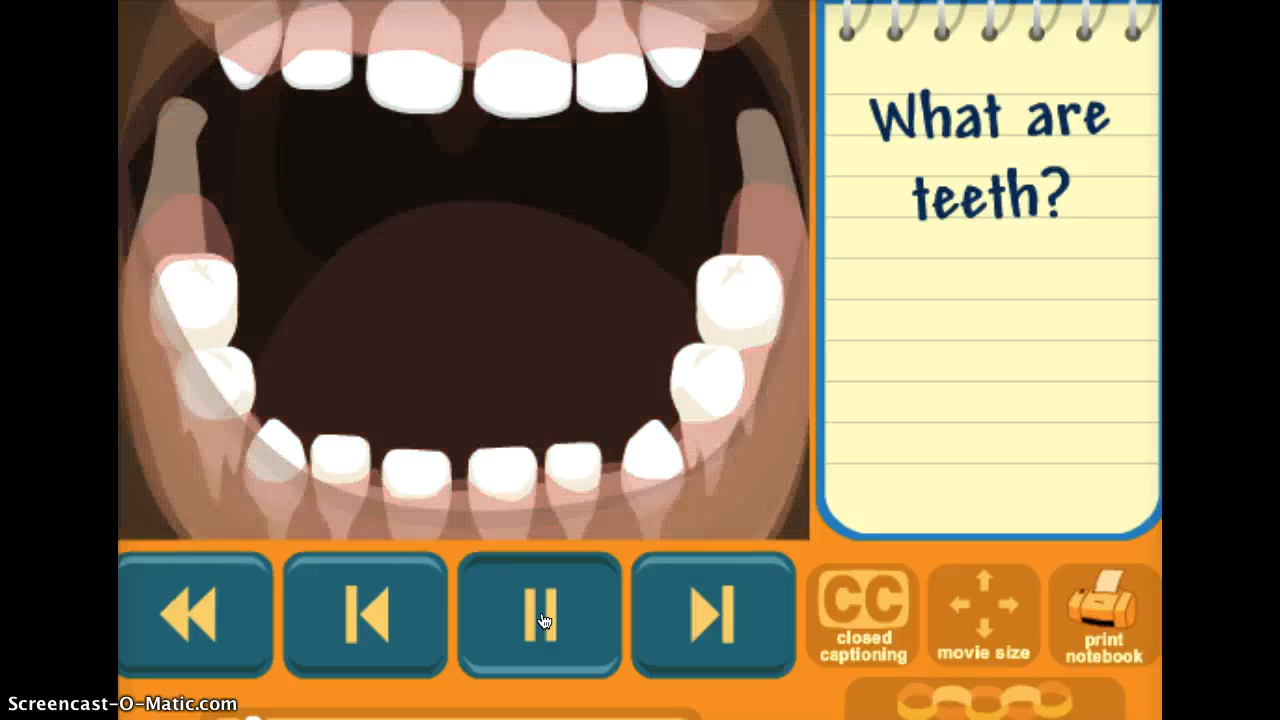 What are
teeth?
CC
closed
captioning
movie size
print
notebook
Screencast-O-Matic.com